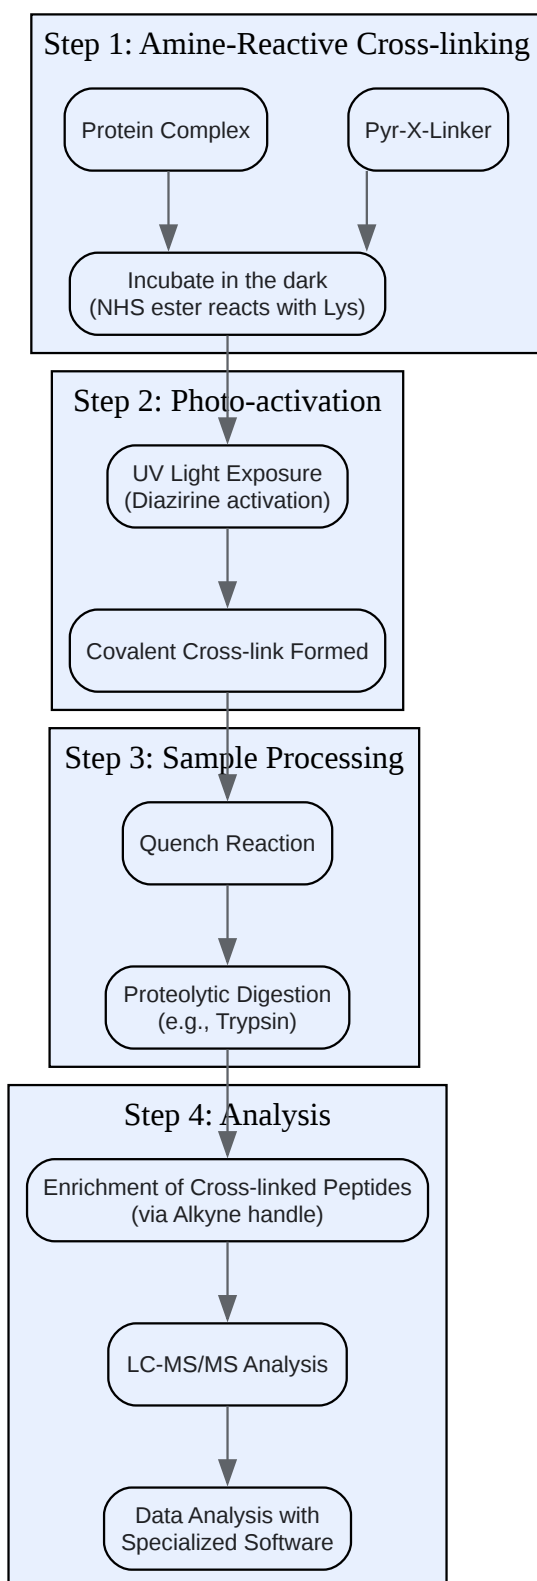 Step 1: Amine-Reactive Cross-linking
Protein Complex
Pyr-X-Linker
Incubate in the dark
(NHS ester reacts with Lys)
Step 2: Photo-activation
UV Light Exposure
(Diazirine activation)
Covalent Cross-link Formed
Step 3: Sample Processing
Quench Reaction
Proteolytic Digestion
(e.g., Trypsin)
Step 4: Analysis
Enrichment of Cross-linked Peptides
(via Alkyne handle)
LC-MS/MS Analysis
Data Analysis with
Specialized Software